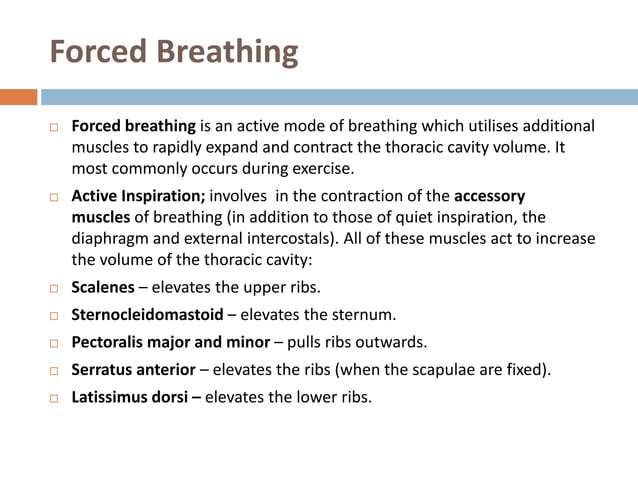 Forced Breathing
Forced breathing is an active mode of breathing which utilises additional
muscles to rapidly expand and contract the thoracic cavity volume. It
most commonly occurs during exercise.
Active Inspiration; involves  in the contraction of the accessory
muscles of breathing (in addition to those of quiet inspiration, the
diaphragm and external intercostals). All of these muscles act to increase
the volume of the thoracic cavity:
Scalenes – elevates the upper ribs.
Sternocleidomastoid – elevates the sternum.
Pectoralis major and minor – pulls ribs outwards.
Serratus anterior – elevates the ribs (when the scapulae are fixed).
Latissimus dorsi – elevates the lower ribs.